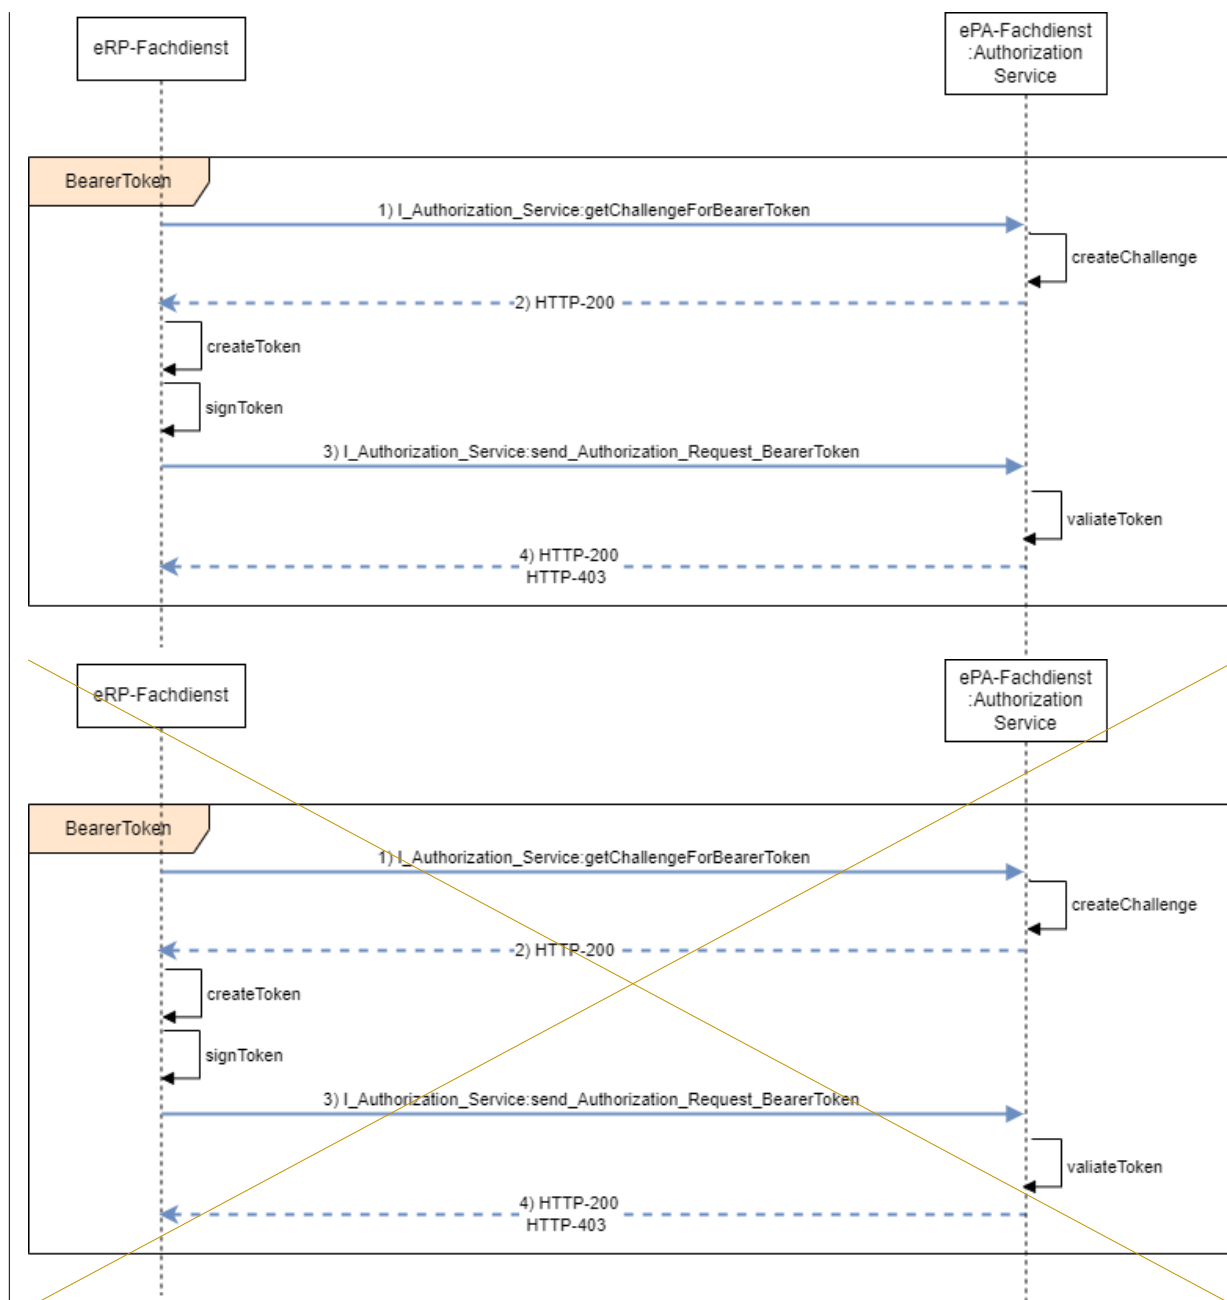 eRP-Fachdienst
ePA-Fachdienst
:Authorization
Service
BearerToken
1) I_Authorization_Service:getChallengeForBearerToken
createChallenge
2) HTTP-200
createToken
signToken
3) I_Authorization_Service:send_Authorization_Request_BearerToken
valiateToken
4) HTTP-200
HTTP-403
eRP-Fachdienst
ePA-Fachdienst
:Authorization
Service
BearerToken
1) I_Authorization_Service:getChallengeForBearerToken
createChallenge
2) HTTP-200
createToken
signToken
3) I_Authorization_Service:send_Authorization_Request_BearerToken
valiateToken
4) HTTP-200
HTTP-403